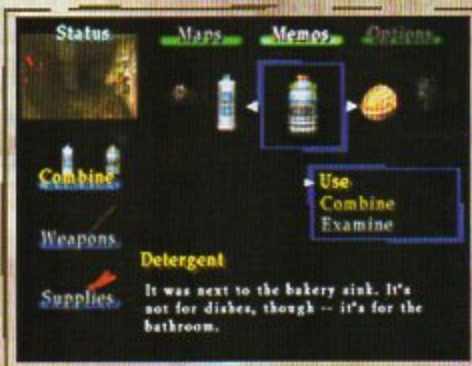 Status Maps Memos Options
Combine
Weapons
Supplies
Use
Combine
Examine
Detergent
It was next to the bakery sink. It's
not for dishes, though -- it's for the
bathroom.